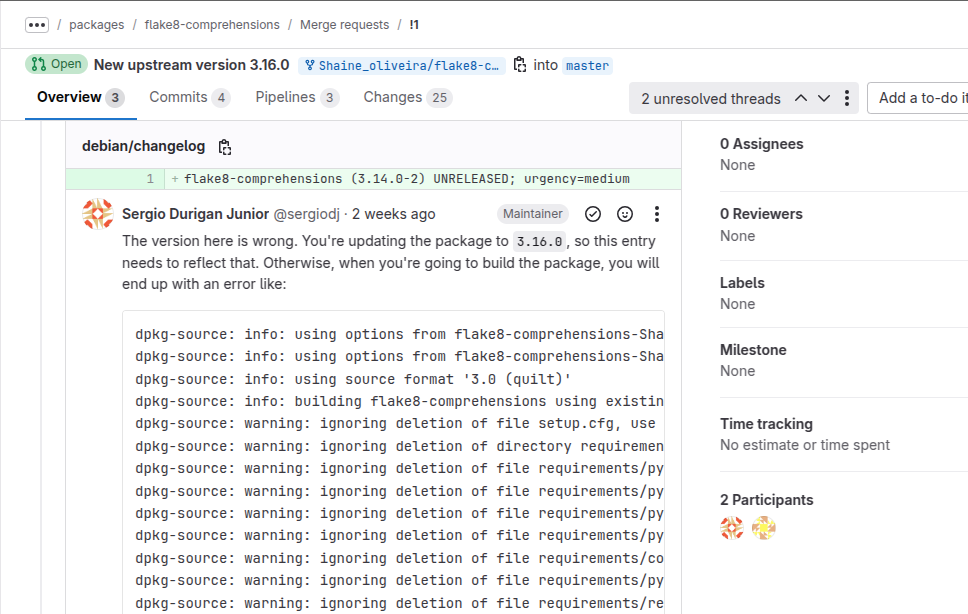 ••• / packages / flake8-comprehensions / Merge requests / !1
Open New upstream version 3.16.0 Shaine_oliveira/flake8-c… into master
Overview 3 Commits 4 Pipelines 3 Changes 25
2 unresolved threads
Add a to-do it
debian/changelog
1 + flake8-comprehensions (3.14.0-2) UNRELEASED; urgency=medium
Sergio Durigan Junior @sergiodj · 2 weeks ago Maintainer
The version here is wrong. You're updating the package to 3.16.0, so this entry
needs to reflect that. Otherwise, when you're going to build the package, you will
end up with an error like:
dpkg-source: info: using options from flake8-comprehensions-Sha
dpkg-source: info: using options from flake8-comprehensions-Sha
dpkg-source: info: using source format '3.0 (quilt)'
dpkg-source: info: building flake8-comprehensions using existin
dpkg-source: warning: ignoring deletion of file setup.cfg, use
dpkg-source: warning: ignoring deletion of directory requiremen
dpkg-source: warning: ignoring deletion of file requirements/py
dpkg-source: warning: ignoring deletion of file requirements/py
dpkg-source: warning: ignoring deletion of file requirements/py
dpkg-source: warning: ignoring deletion of file requirements/py
dpkg-source: warning: ignoring deletion of file requirements/co
dpkg-source: warning: ignoring deletion of file requirements/py
dpkg-source: warning: ignoring deletion of file requirements/re
0 Assignees
None
0 Reviewers
None
Labels
None
Milestone
None
Time tracking
No estimate or time spent
2 Participants